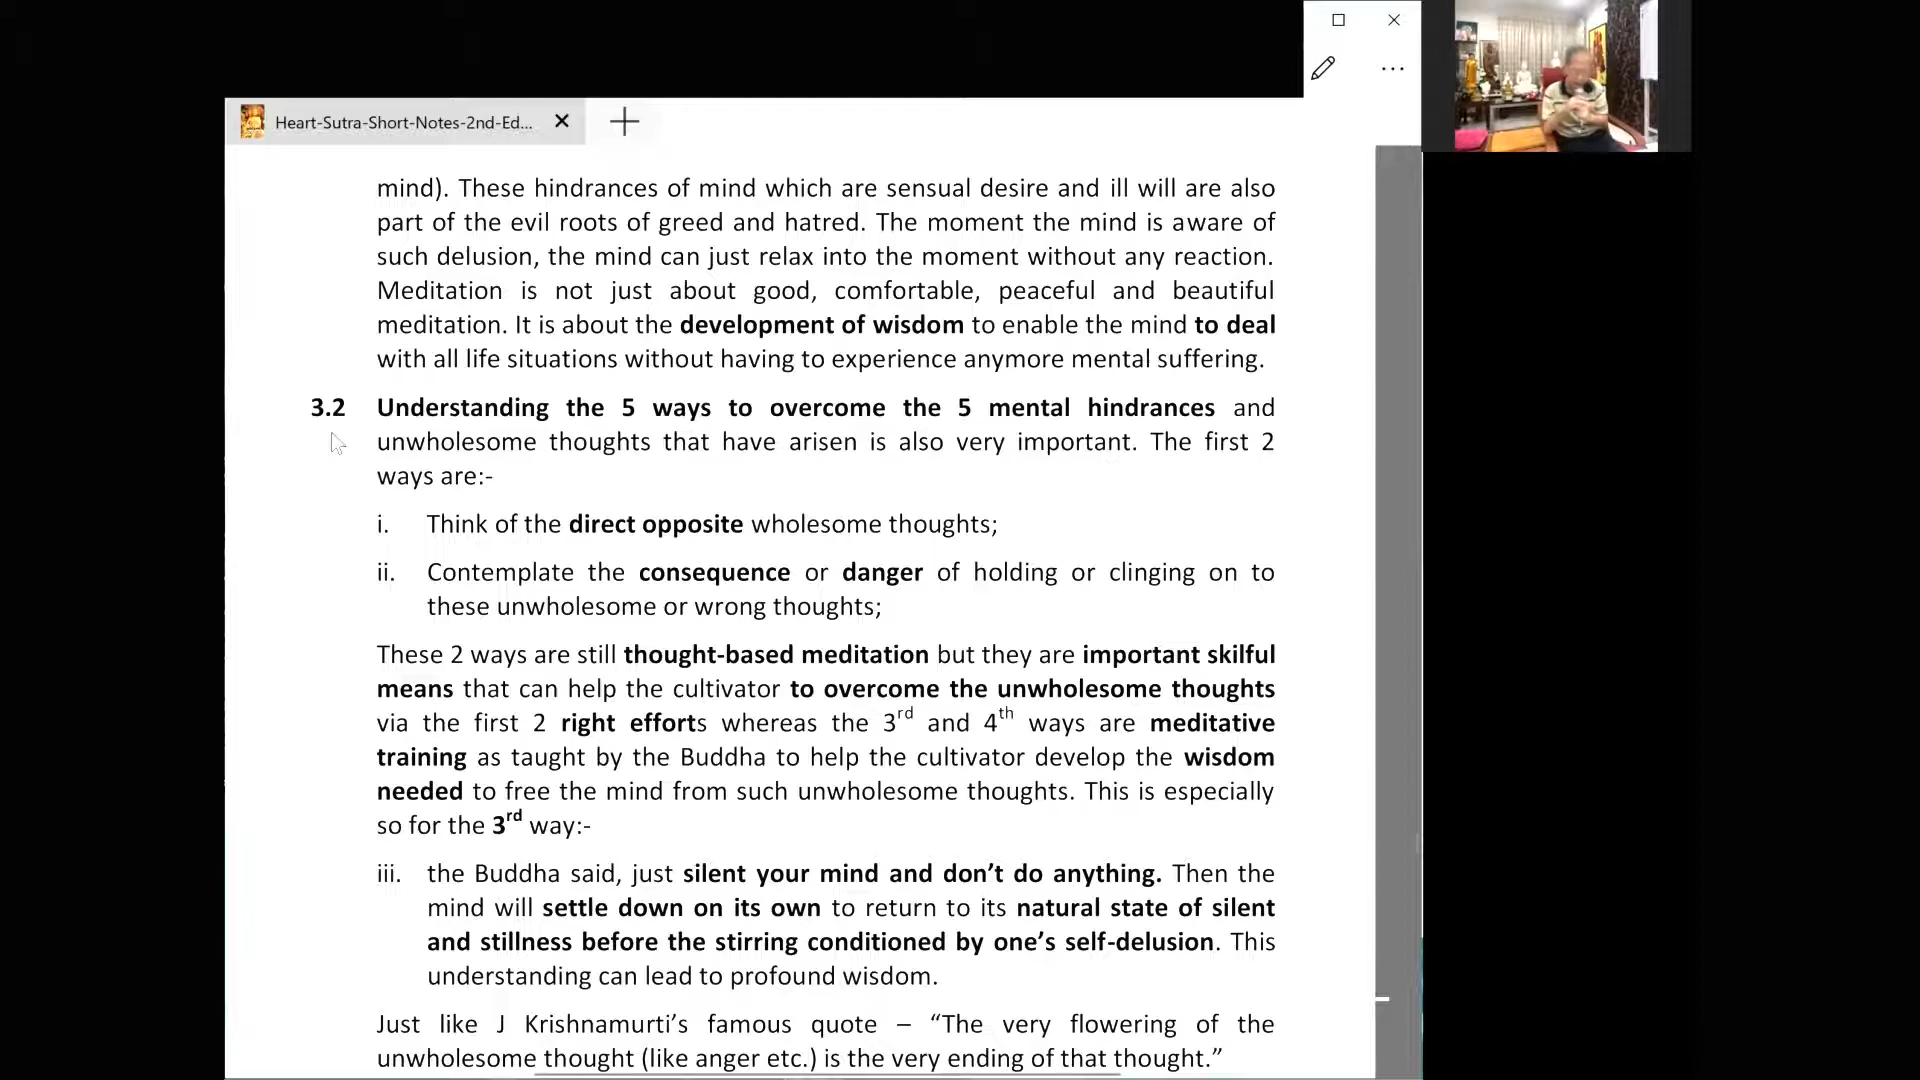 Heart-Sutra-Short-Notes-2nd-Ed...
mind). These hindrances of mind which are sensual desire and ill will are also
part of the evil roots of greed and hatred. The moment the mind is aware of
such delusion, the mind can just relax into the moment without any reaction.
Meditation is not just about good, comfortable, peaceful and beautiful
meditation. It is about the development of wisdom to enable the mind to deal
with all life situations without having to experience anymore mental suffering.
3.2 Understanding the 5 ways to overcome the 5 mental hindrances and
unwholesome thoughts that have arisen is also very important. The first 2
ways are:-
i. Think of the direct opposite wholesome thoughts;
ii. Contemplate the consequence or danger of holding or clinging on to
these unwholesome or wrong thoughts;
These 2 ways are still thought-based meditation but they are important skilful
means that can help the cultivator to overcome the unwholesome thoughts
via the first 2 right efforts whereas the 3rd and 4th ways are meditative
training as taught by the Buddha to help the cultivator develop the wisdom
needed to free the mind from such unwholesome thoughts. This is especially
so for the 3rd way:-
iii. the Buddha said, just silent your mind and don't do anything. Then the
mind will settle down on its own to return to its natural state of silent
and stillness before the stirring conditioned by one's self-delusion. This
understanding can lead to profound wisdom.
Just like J Krishnamurti's famous quote – "The very flowering of the
unwholesome thought (like anger etc.) is the very ending of that thought."